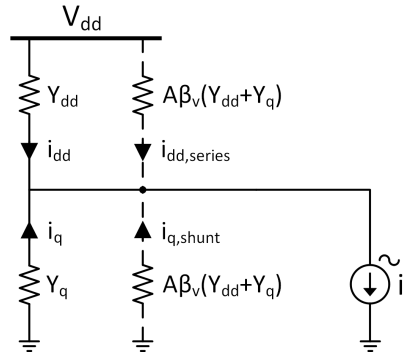 V_dd
Y_dd
Aβ_v(Y_dd+Y_q)
i_dd
i_dd,series
i_q
i_q,shunt
Y_q
Aβ_v(Y_dd+Y_q)
i